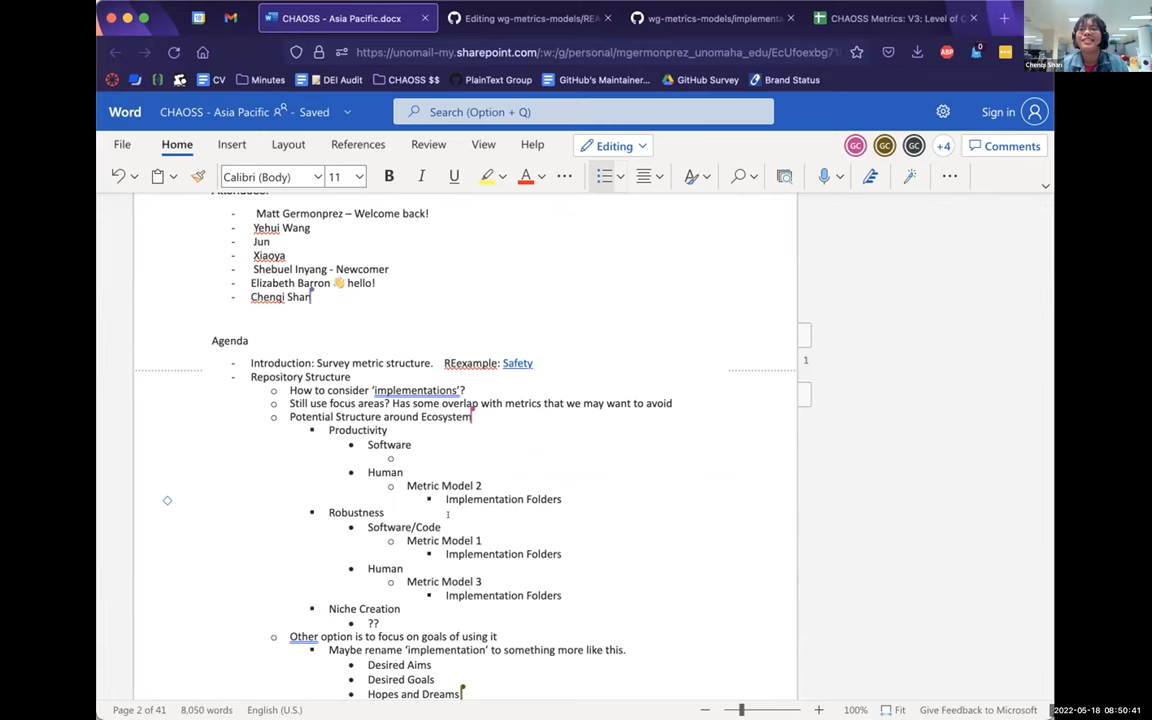 CHAOSS - Asia Pacific.docx
Editing wg-metrics-models/REA
wg-metrics-models/implementa
CHAOSS Metrics: V3: Level of C
https://unomail-my.sharepoint.com/:w:/g/personal/mgermonprez_unomaha_edu/EcUfoexbg7
CV
Minutes
DEI Audit
CHAOSS $$
PlainText Group
GitHub's Maintainer...
GitHub Survey
Brand Status
Chenqi Shan
Word
CHAOSS - Asia Pacific - Saved
Search (Option + Q)
Sign in
File Home Insert Layout References Review View Help
Editing
GC GC GC +4
Comments
Calibri (Body) 11
B I U A
- Matt Germonprez – Welcome back!
- Yehui Wang
- Jun
- Xiaoya
- Shebuel Inyang - Newcomer
- Elizabeth Barron 👋 hello!
- Chenqi Shan
Agenda
- Introduction: Survey metric structure. REexample: Safety
- Repository Structure
o How to consider ‘implementations’?
o Still use focus areas? Has some overlap with metrics that we may want to avoid
o Potential Structure around Ecosystem
▪ Productivity
• Software
o
• Human
o Metric Model 2
▪ Implementation Folders
▪ Robustness
• Software/Code
o Metric Model 1
▪ Implementation Folders
• Human
o Metric Model 3
▪ Implementation Folders
▪ Niche Creation
• ??
o Other option is to focus on goals of using it
▪ Maybe rename ‘implementation’ to something more like this.
• Desired Aims
• Desired Goals
• Hopes and Dreams
1
Page 2 of 41 8,050 words English (U.S.)
100% Fit Give Feedback to Microsoft
2022-05-18 08:50:41